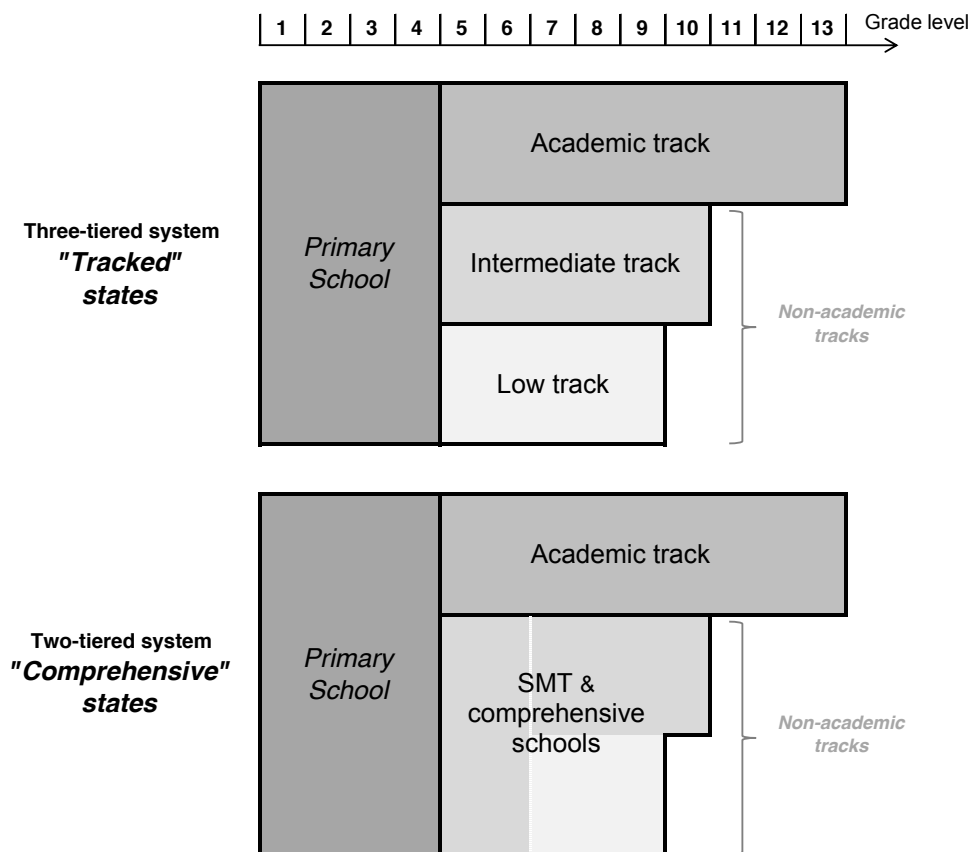 1 2 3 4 5 6 7 8 9 10 11 12 13 Grade level
Academic track
Three-tiered system
"Tracked"
states
Primary
School
Intermediate track
Non-academic
tracks
Low track
Academic track
Two-tiered system
"Comprehensive"
states
Primary
School
SMT &
comprehensive
schools
Non-academic
tracks